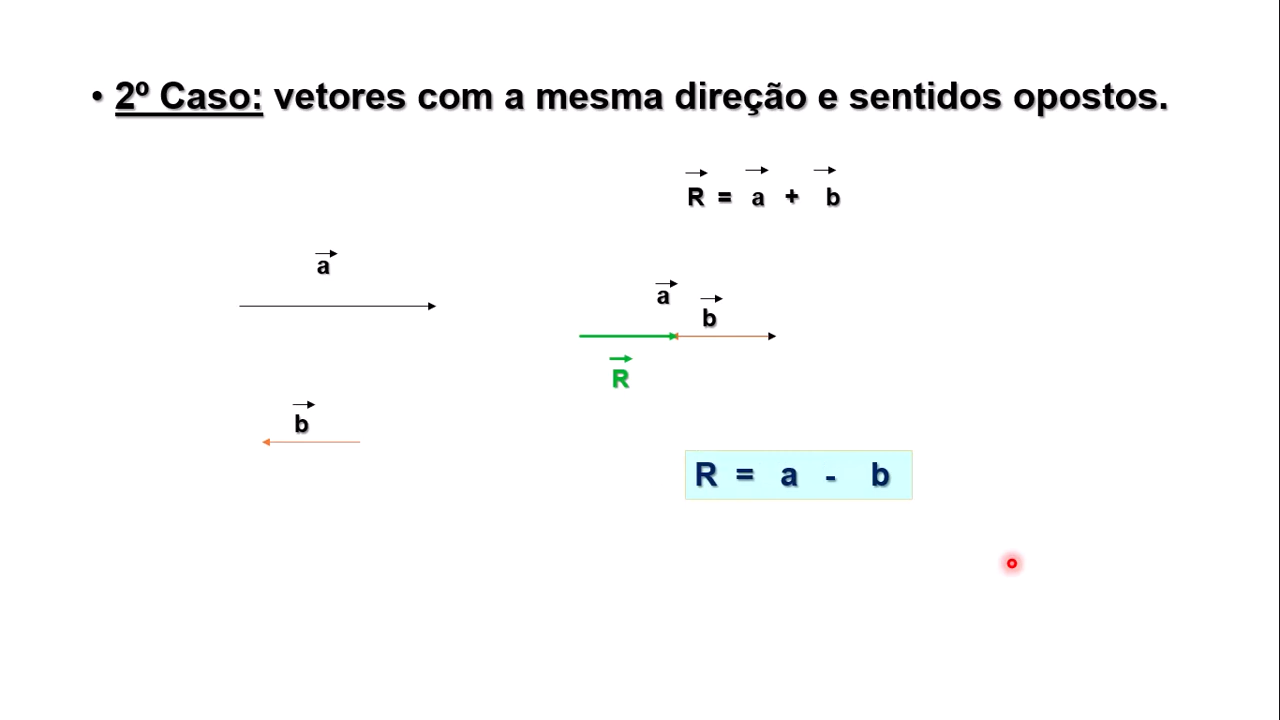 • 2º Caso: vetores com a mesma direção e sentidos opostos.
R = a + b
a
a
b
R
b
R = a - b